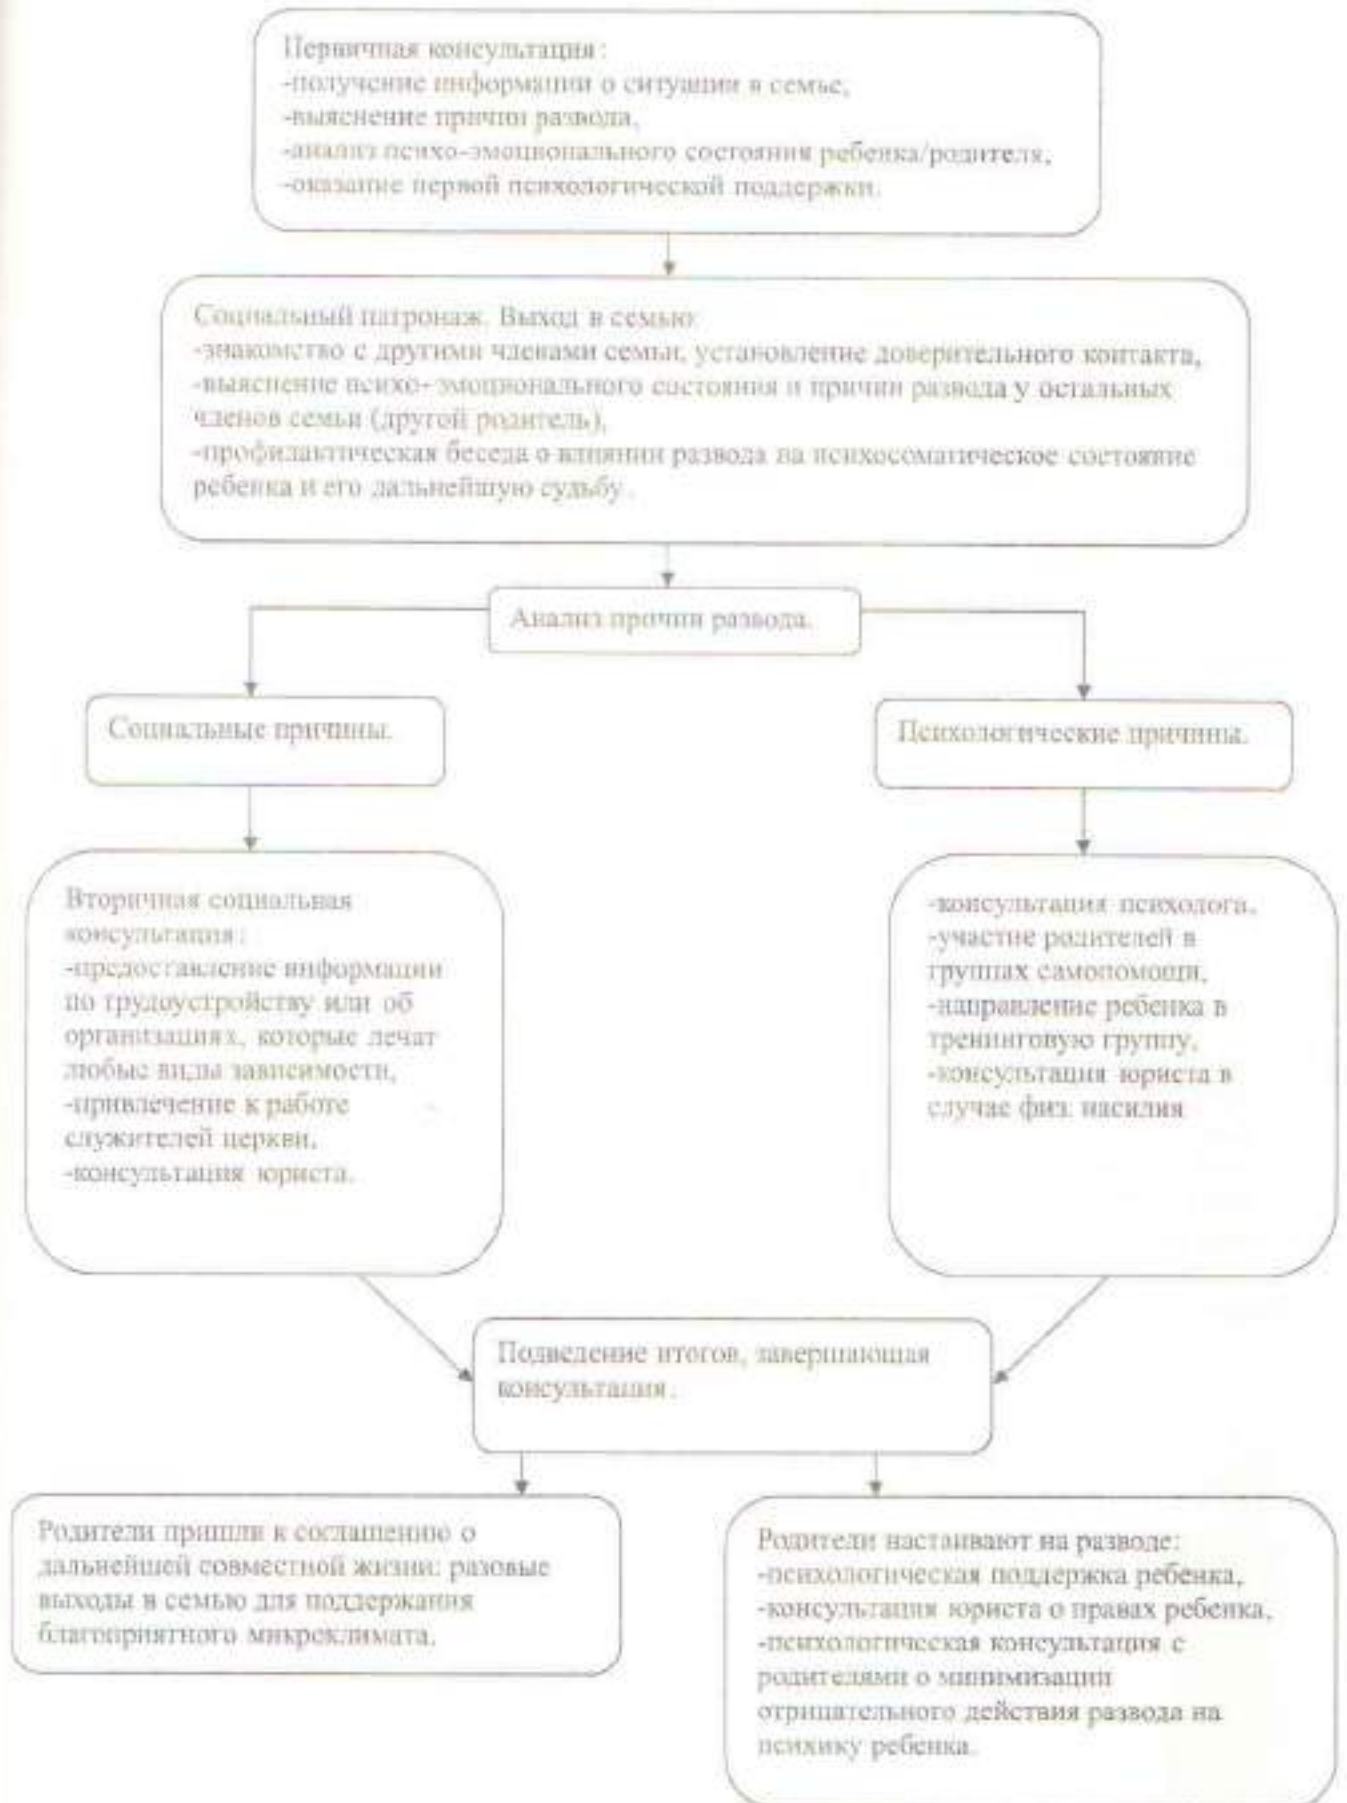 Первичная консультация:
-получение информации о ситуации в семье,
-выяснение причин развода,
-анализ психо-эмоционального состояния ребенка/родителя,
-оказание первой психологической поддержки.
Социальный патронаж. Выход в семью:
-знакомство с другими членами семьи, установление доверительного контакта,
-выяснение психо- эмоционального состояния и причин развода у остальных
членов семьи (другой родитель),
-профилактическая беседа о влиянии развода на психосоматическое состояние
ребенка и его дальнейшую судьбу.
Анализ причин развода.
Социальные причины.
Психологические причины.
Вторичная социальная
консультация:
-предоставление информации
по трудоустройству или об
организациях, которые лечат
любые виды зависимости,
-привлечение к работе
служителей церкви,
-консультация юриста.
-консультация психолога,
-участие родителей в
группах самопомощи,
-направление ребенка в
тренинговую группу,
-консультация юриста в
случае физ. насилия
Подведение итогов, завершающая
консультация.
Родители пришли к соглашению о
дальнейшей совместной жизни: разовые
выходы в семью для поддержания
благоприятного микроклимата.
Родители настаивают на разводе:
-психологическая поддержка ребенка,
-консультация юриста о правах ребенка,
-психологическая консультация с
родителями о минимизации
отрицательного действия развода на
психику ребенка.